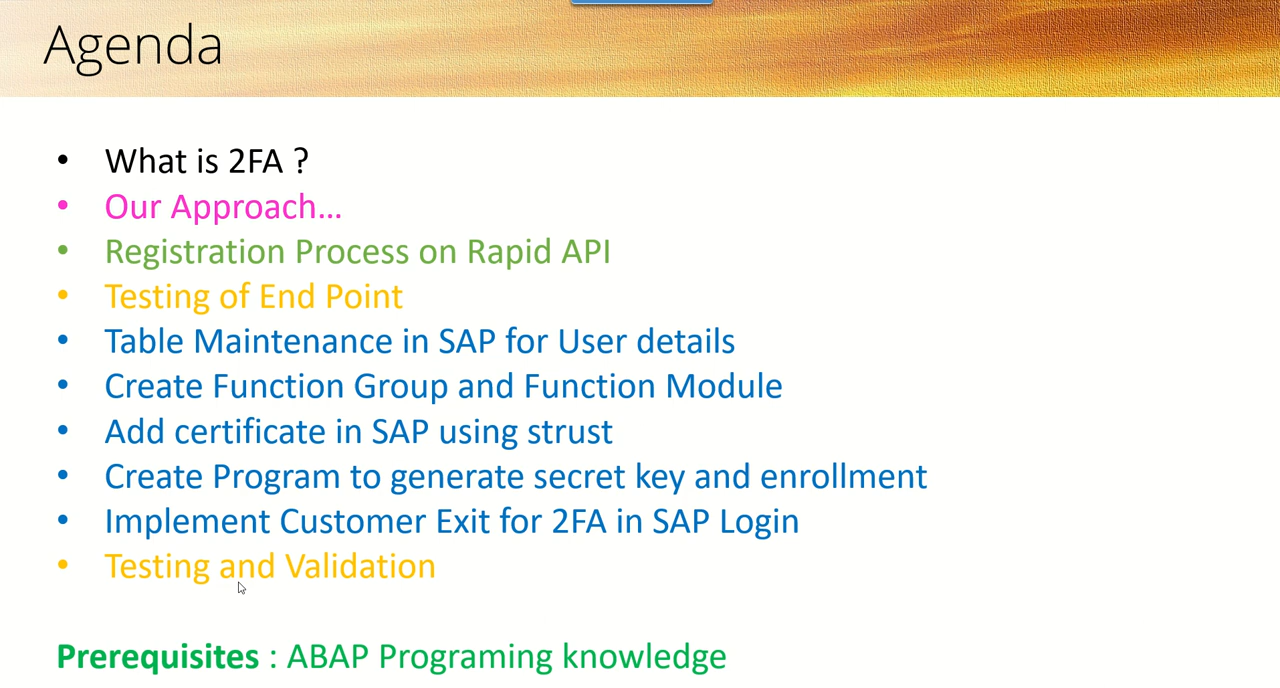 Agenda
• What is 2FA ?
• Our Approach...
• Registration Process on Rapid API
• Testing of End Point
• Table Maintenance in SAP for User details
• Create Function Group and Function Module
• Add certificate in SAP using strust
• Create Program to generate secret key and enrollment
• Implement Customer Exit for 2FA in SAP Login
• Testing and Validation
Prerequisites : ABAP Programing knowledge